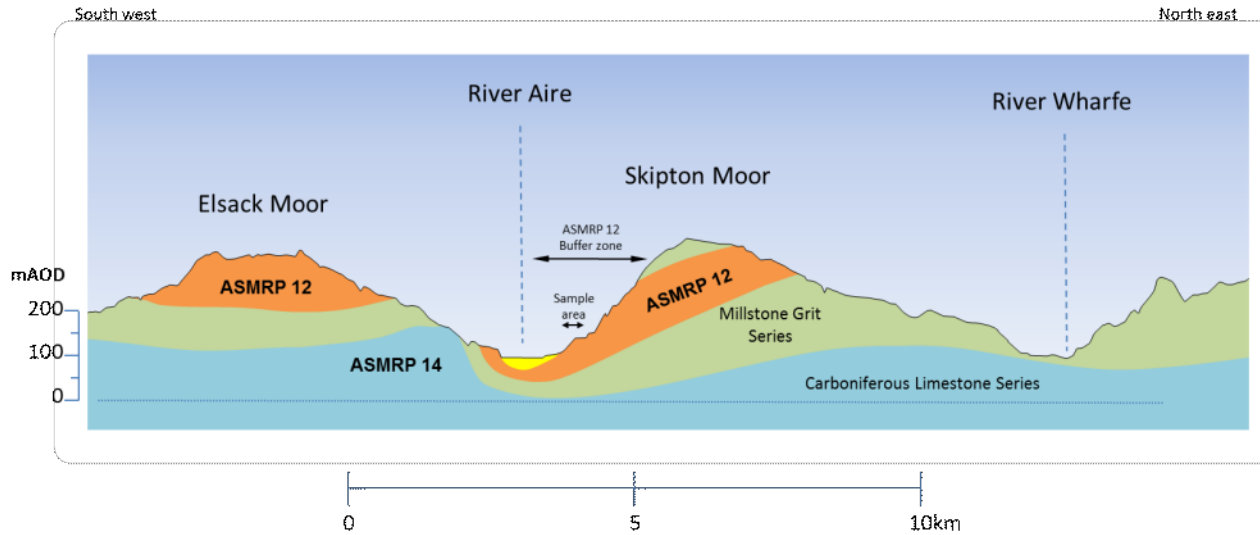 South west
North east
River Aire
River Wharfe
Skipton Moor
Elsack Moor
ASMRP 12
Buffer zone
mAOD
ASMRP 12
ASMRP 12
Sample
area
200
Millstone Grit
Series
100
ASMRP 14
Carboniferous Limestone Series
0
0
5
10km